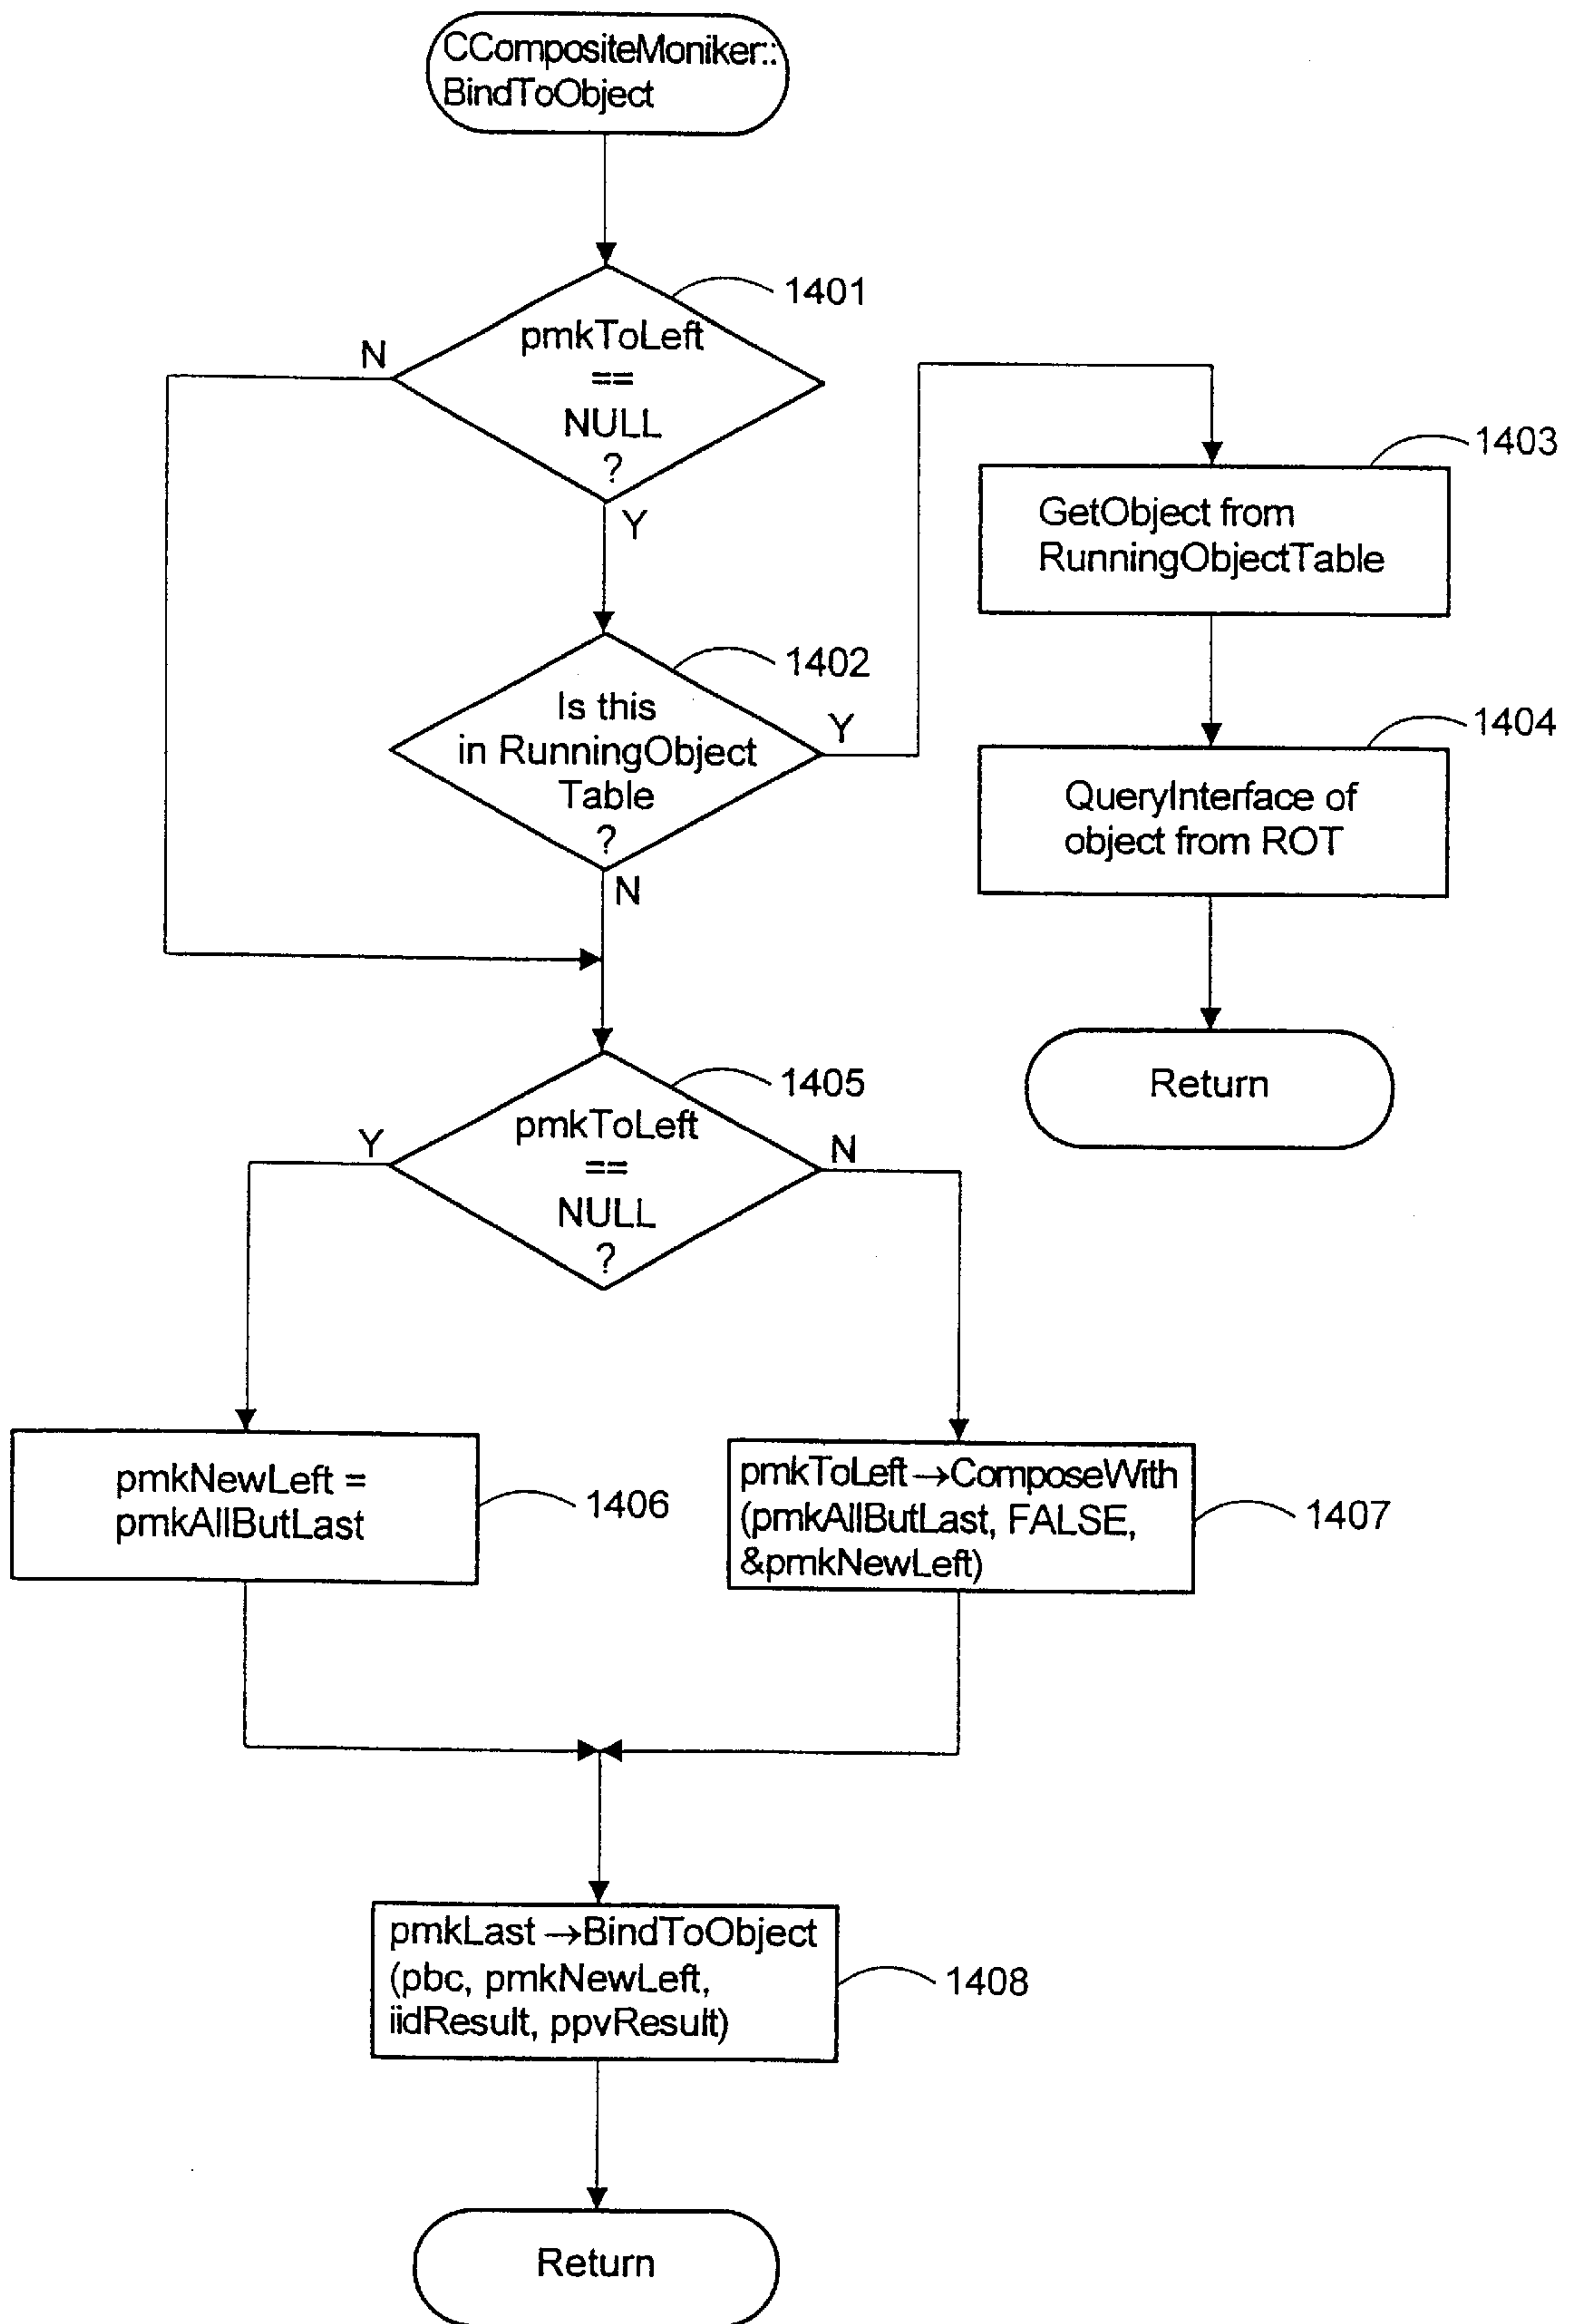 CCompositeMoniker::
BindToObject
1401
pmkToLeft
==
NULL
?
N
Y
1402
Is this
in RunningObject
Table
?
Y
N
1403
GetObject from
RunningObjectTable
1404
QueryInterface of
object from ROT
Return
1405
pmkToLeft
==
NULL
?
Y
N
pmkNewLeft =
pmkAllButLast
1406
pmkToLeft→ComposeWith
(pmkAllButLast, FALSE,
&pmkNewLeft)
1407
pmkLast→BindToObject
(pbc, pmkNewLeft,
iidResult, ppvResult)
1408
Return